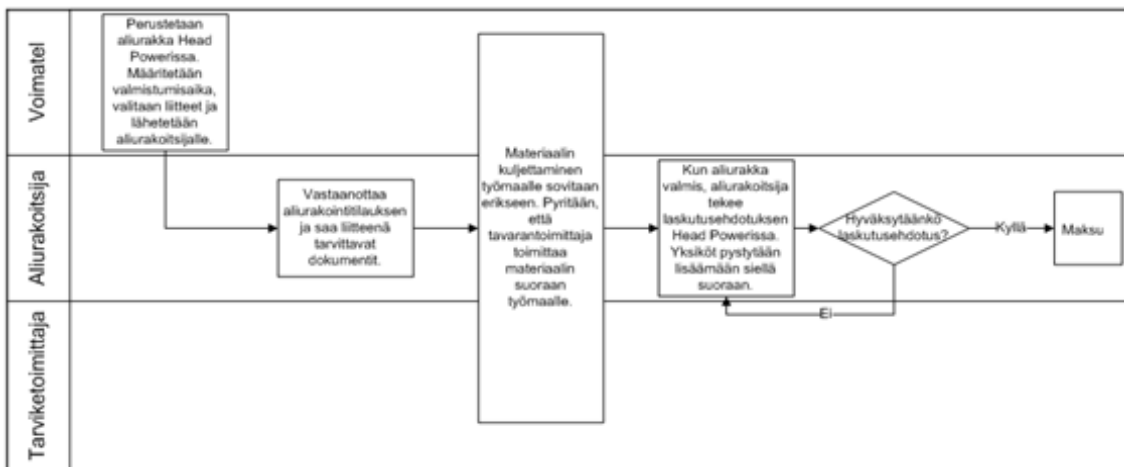 Voimatel
Perustetaan
aliurakka Head
Powerissa.
Määritetään
valmistumisaika,
valitaan liitteet ja
lähetetään
aliurakoitsijalle.
Aliurakoitsija
Vastaanottaa
aliurakointitilauksen
ja saa liitteenä
tarvittavat
dokumentit.
Materiaalin
kuljettaminen
työmaalle sovitaan
erikseen. Pyritään,
että
tavarantoimittaja
toimittaa
materiaalin
suoraan
työmaalle.
Kun aliurakka
valmis, aliurakoitsija
tekee
laskutusehdotuksen
Head Powerissa.
Yksiköt pystytään
lisäämään siellä
suoraan.
Hyväksytäänkö
laskutusehdotus?
Kyllä
Maksu
Ei
Tarviketoimittaja